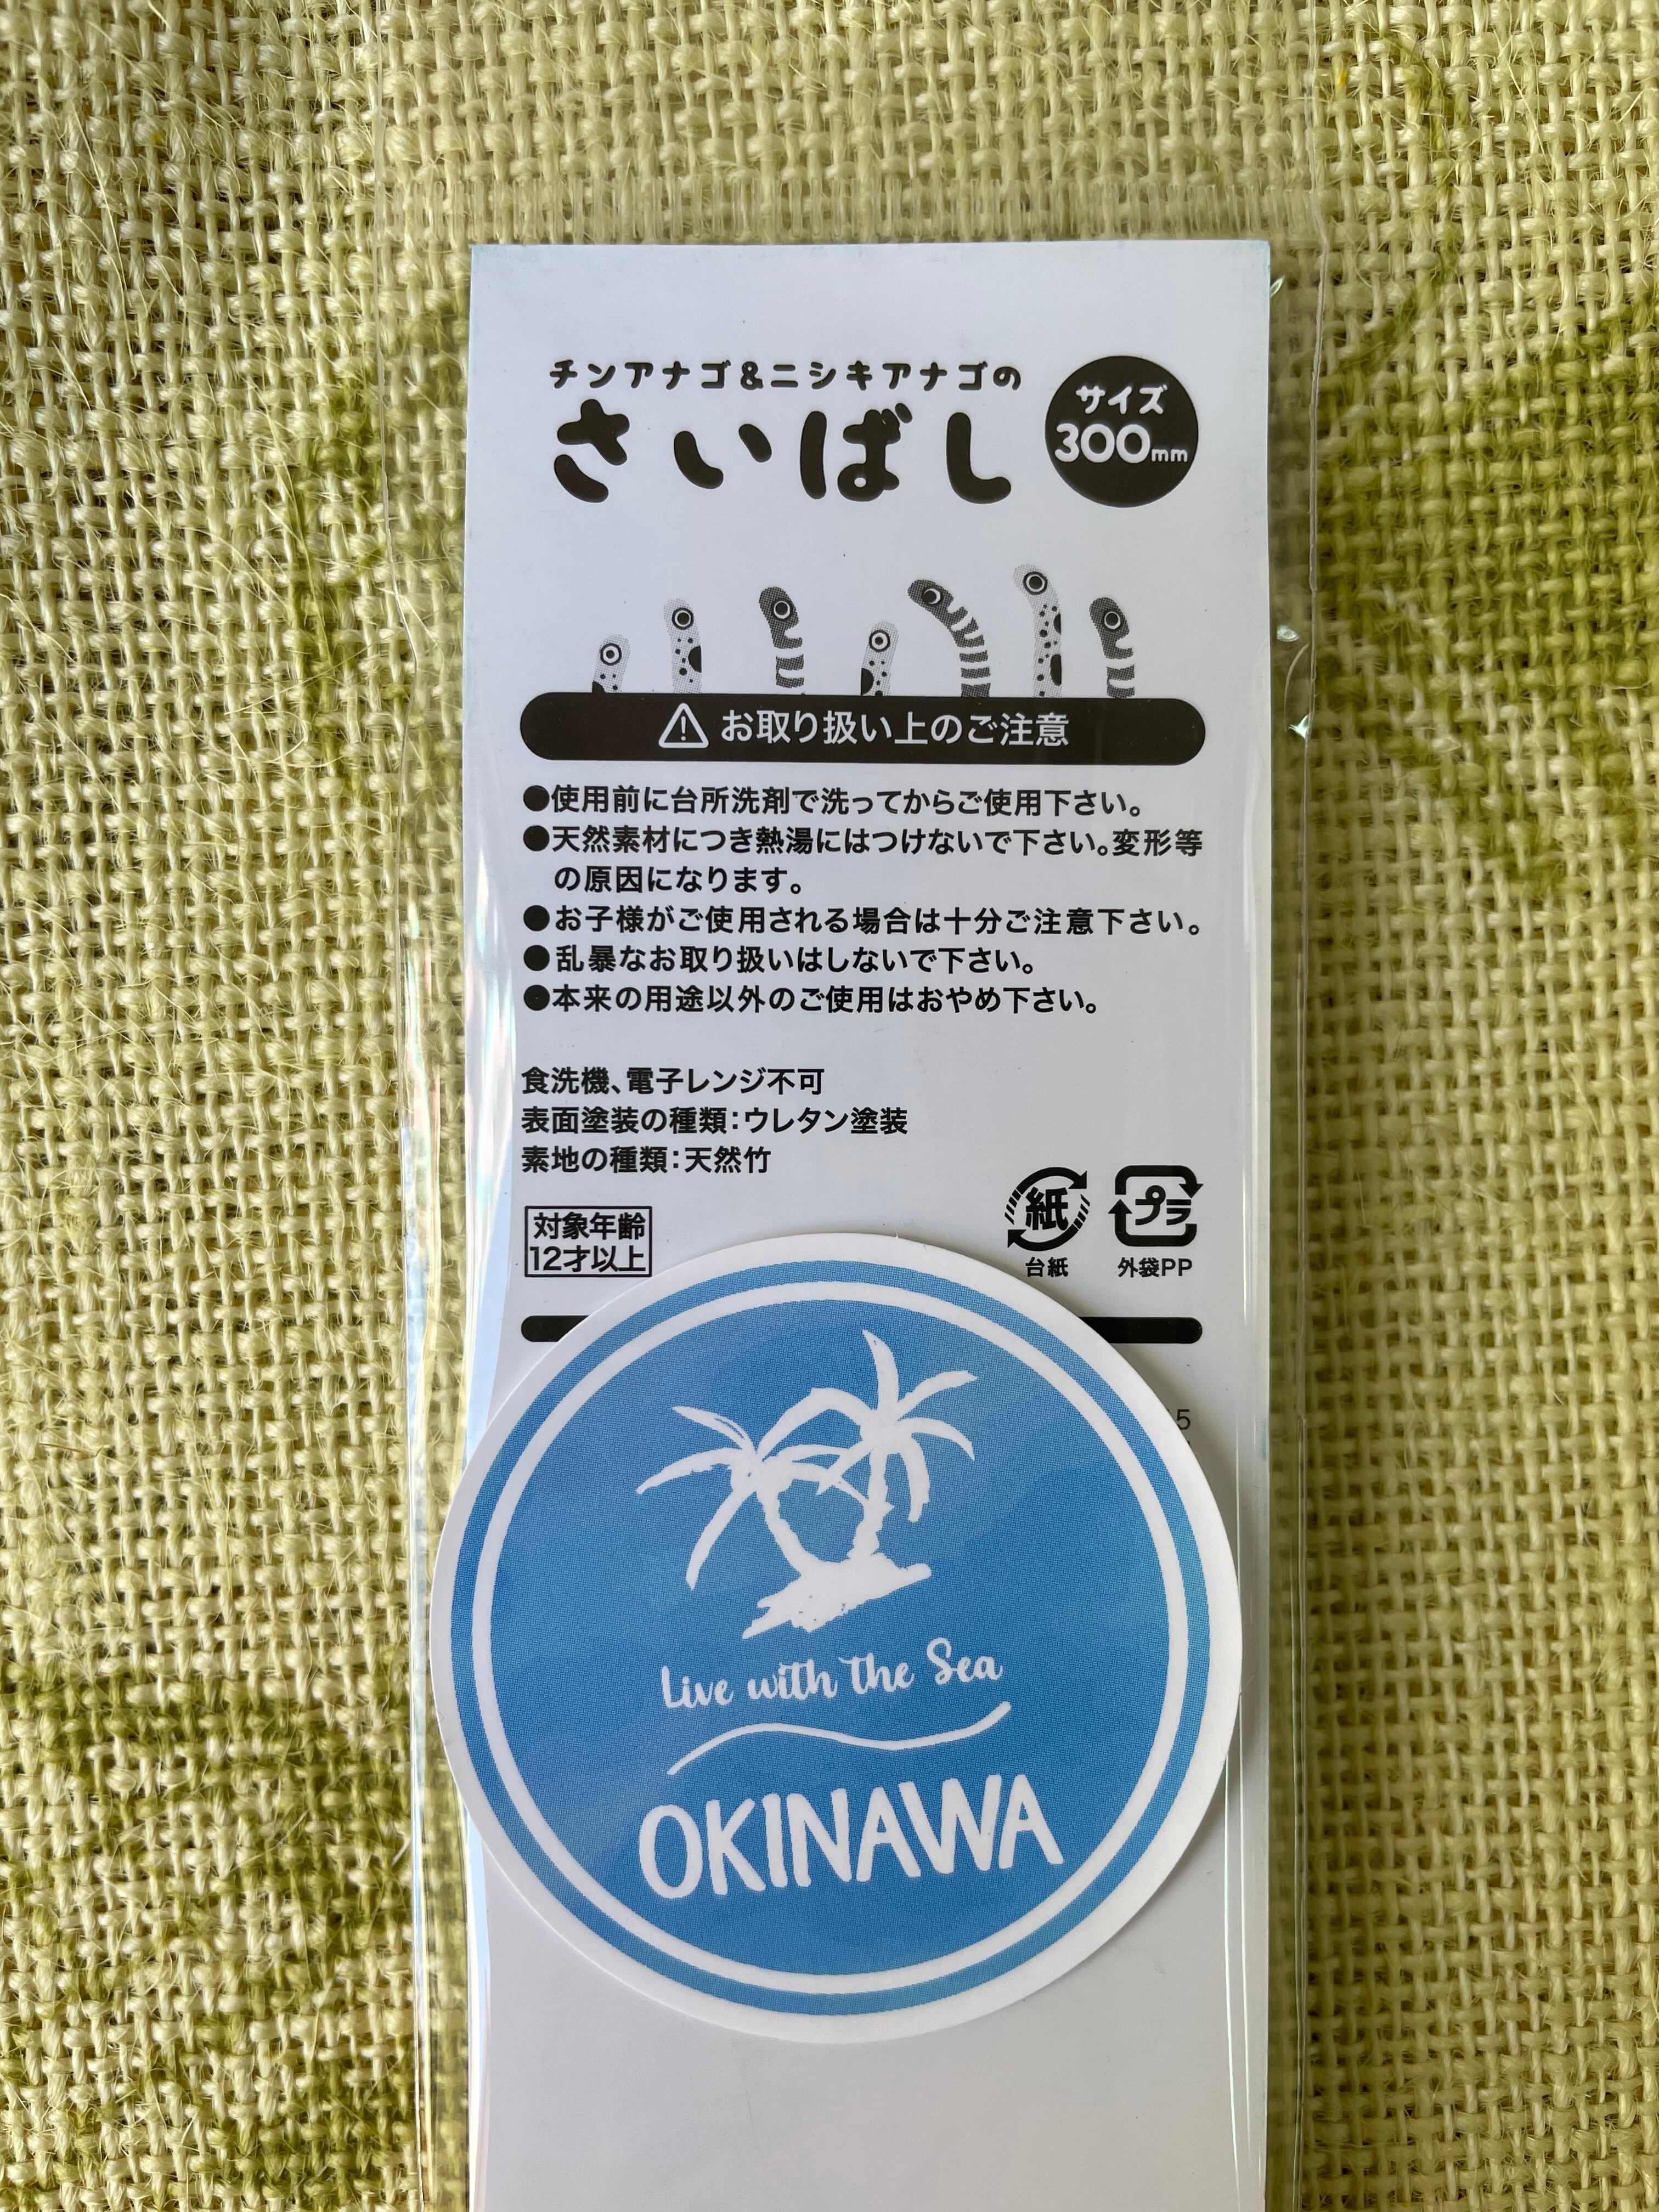 チンアナゴ&ニシキアナゴの
さいばし
サイズ
300mm
お取り扱い上のご注意
●使用前に台所洗剤で洗ってからご使用下さい。
●天然素材につき熱湯にはつけないで下さい。変形等
の原因になります。
●お子様がご使用される場合は十分ご注意下さい。
●乱暴なお取り扱いはしないで下さい。
●本来の用途以外のご使用はおやめ下さい。
食洗機、電子レンジ不可
表面塗装の種類:ウレタン塗装
素地の種類:天然竹
対象年齢
12才以上
紙
台紙
プラ
外袋PP
5
Live with the Sea
OKINAWA